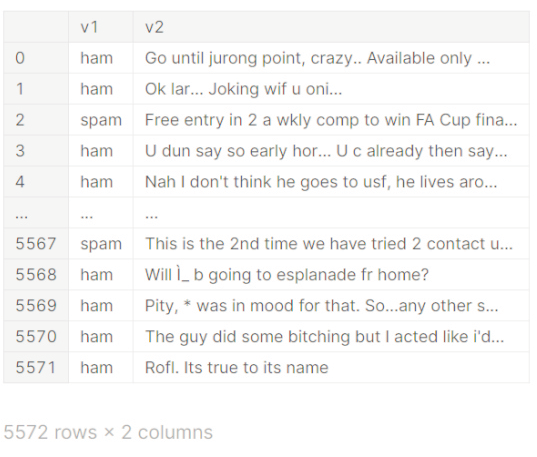 v1 v2
0 ham Go until jurong point, crazy.. Available only ...
1 ham Ok lar... Joking wif u oni...
2 spam Free entry in 2 a wkly comp to win FA Cup fina...
3 ham U dun say so early hor... U c already then say...
4 ham Nah I don't think he goes to usf, he lives aro...
... ... ...
5567 spam This is the 2nd time we have tried 2 contact u...
5568 ham Will Ì_ b going to esplanade fr home?
5569 ham Pity, * was in mood for that. So...any other s...
5570 ham The guy did some bitching but I acted like i'd...
5571 ham Rofl. Its true to its name
5572 rows × 2 columns